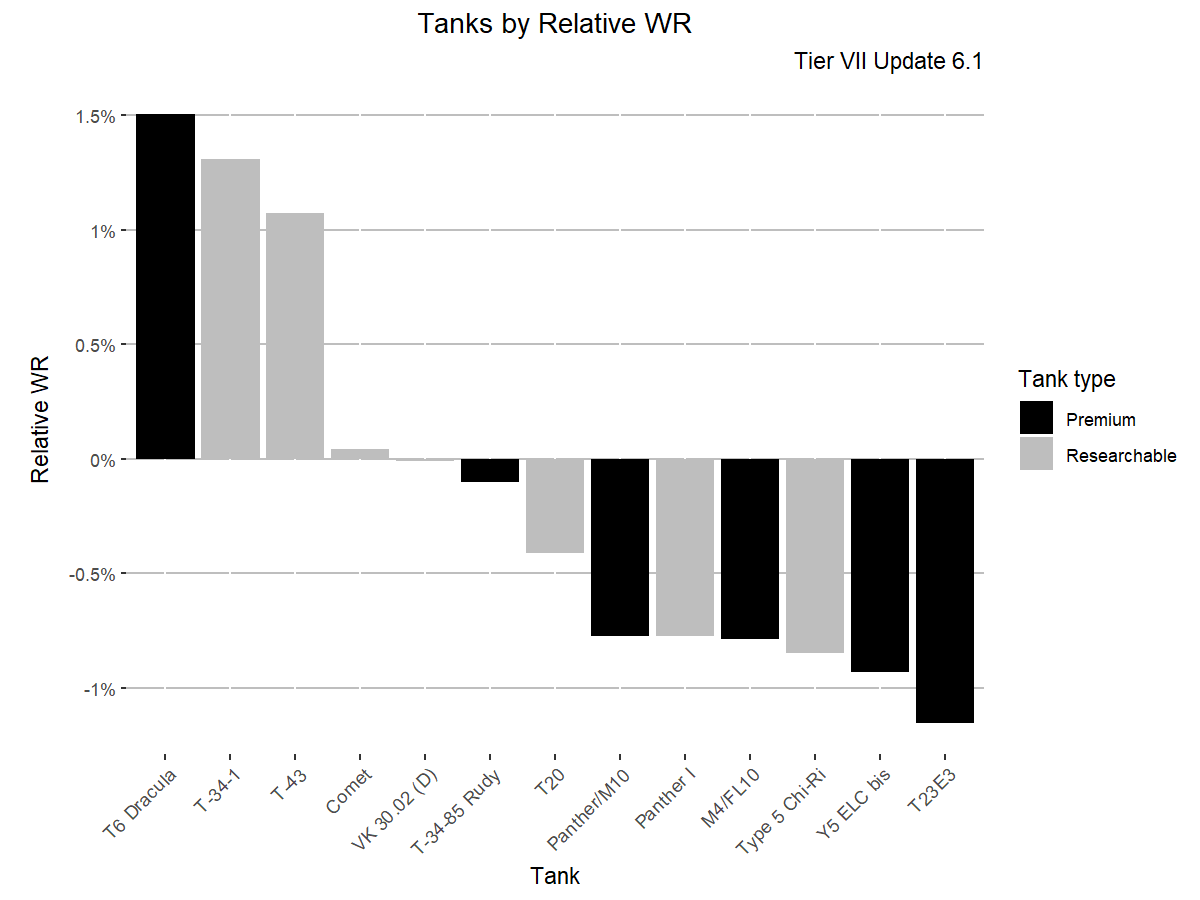 Tanks by Relative WR
Tier VII Update 6.1
1.5%
1%
0.5%
0%
-0.5%
-1%
Relative WR
T6 Dracula
T-34-1
T-43
Comet
VK 30.02 (D)
T-34-85 Rudy
T20
Panther/M10
Panther I
M4/FL10
Type 5 Chi-Ri
Y5 ELC bis
T23E3
Tank
Tank type
Premium
Researchable